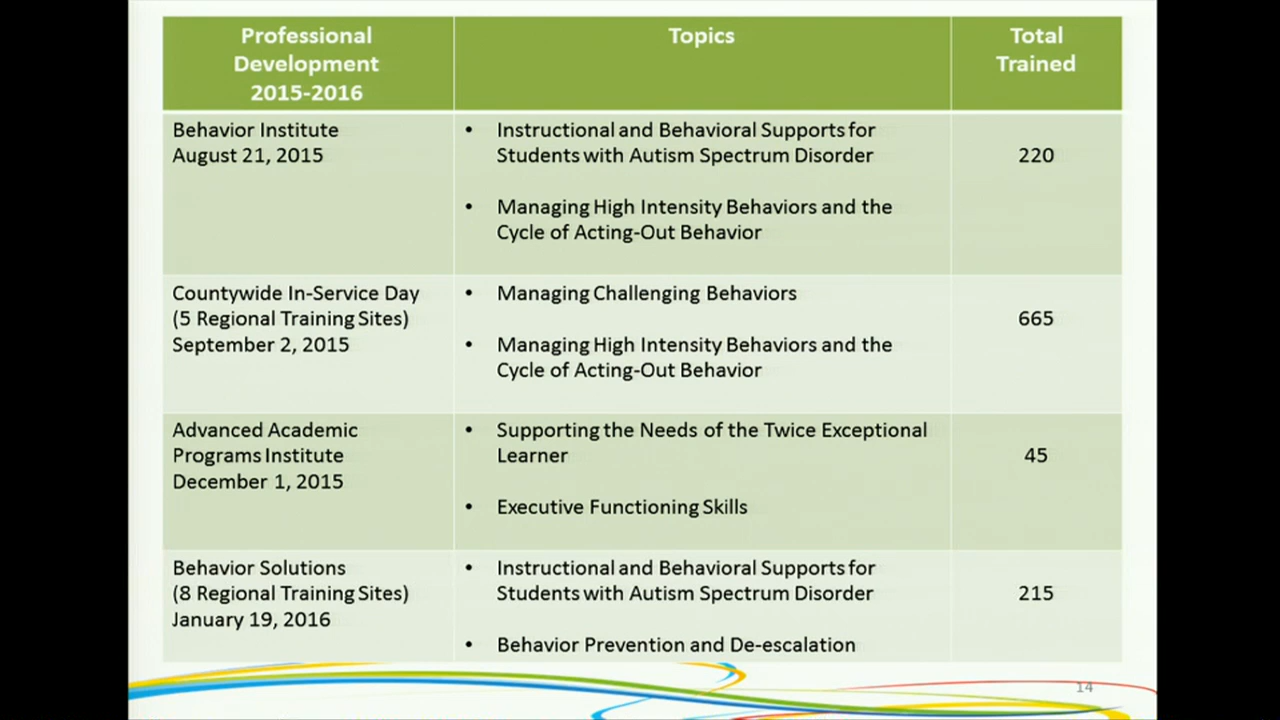 Professional
Development
2015-2016
Topics
Total
Trained
Behavior Institute
August 21, 2015
• Instructional and Behavioral Supports for
Students with Autism Spectrum Disorder
• Managing High Intensity Behaviors and the
Cycle of Acting-Out Behavior
220
Countywide In-Service Day
(5 Regional Training Sites)
September 2, 2015
• Managing Challenging Behaviors
• Managing High Intensity Behaviors and the
Cycle of Acting-Out Behavior
665
Advanced Academic
Programs Institute
December 1, 2015
• Supporting the Needs of the Twice Exceptional
Learner
• Executive Functioning Skills
45
Behavior Solutions
(8 Regional Training Sites)
January 19, 2016
• Instructional and Behavioral Supports for
Students with Autism Spectrum Disorder
• Behavior Prevention and De-escalation
215
14